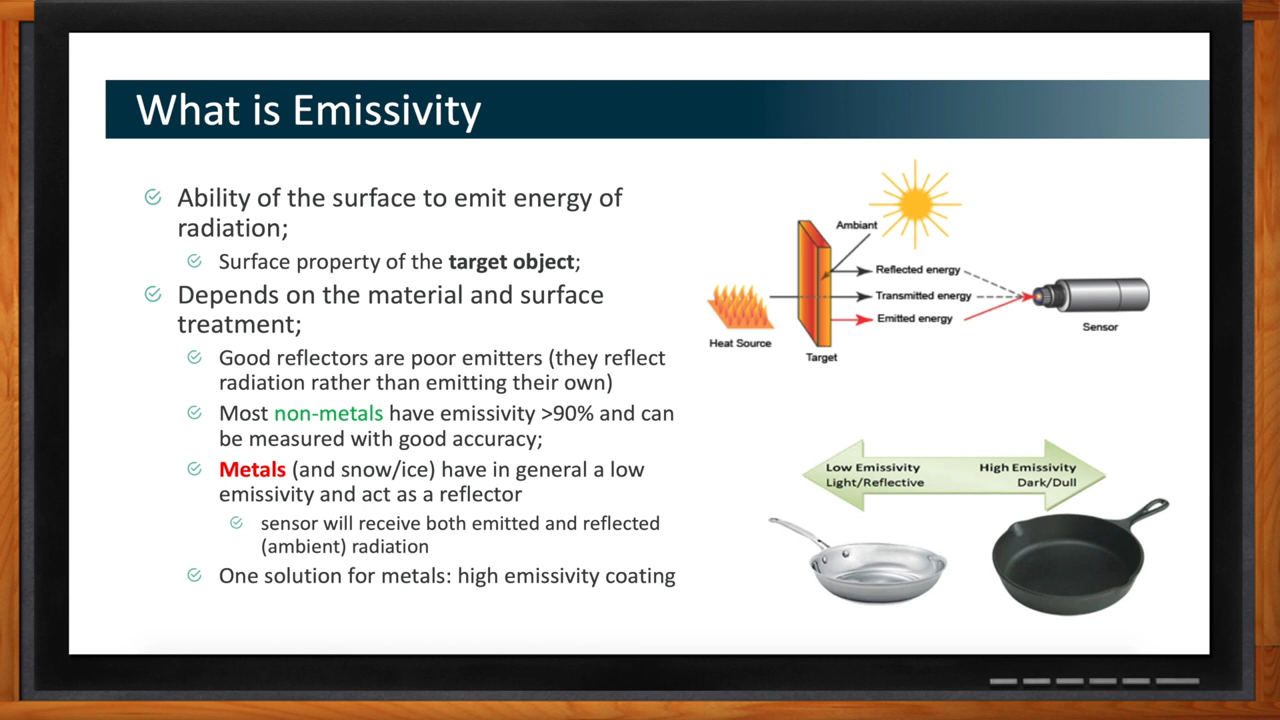 What is Emissivity
Ability of the surface to emit energy of
radiation;
Surface property of the target object;
Depends on the material and surface
treatment;
Good reflectors are poor emitters (they reflect
radiation rather than emitting their own)
Most non-metals have emissivity >90% and can
be measured with good accuracy;
Metals (and snow/ice) have in general a low
emissivity and act as a reflector
sensor will receive both emitted and reflected
(ambient) radiation
One solution for metals: high emissivity coating
Ambiant
Reflected energy
Transmitted energy
Emitted energy
Sensor
Heat Source
Target
Low Emissivity
Light/Reflective
High Emissivity
Dark/Dull